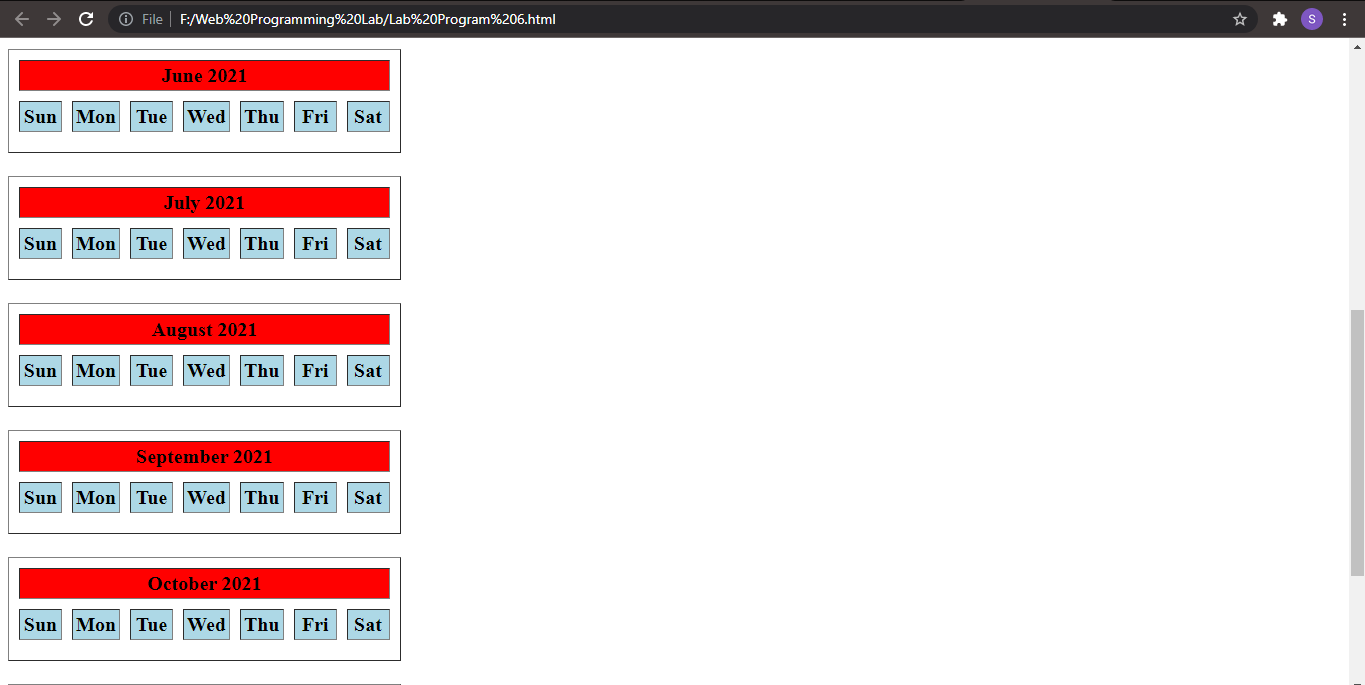 File F:/Web%20Programming%20Lab/Lab%20Program%206.html S
June 2021
Sun Mon Tue Wed Thu Fri Sat
July 2021
Sun Mon Tue Wed Thu Fri Sat
August 2021
Sun Mon Tue Wed Thu Fri Sat
September 2021
Sun Mon Tue Wed Thu Fri Sat
October 2021
Sun Mon Tue Wed Thu Fri Sat